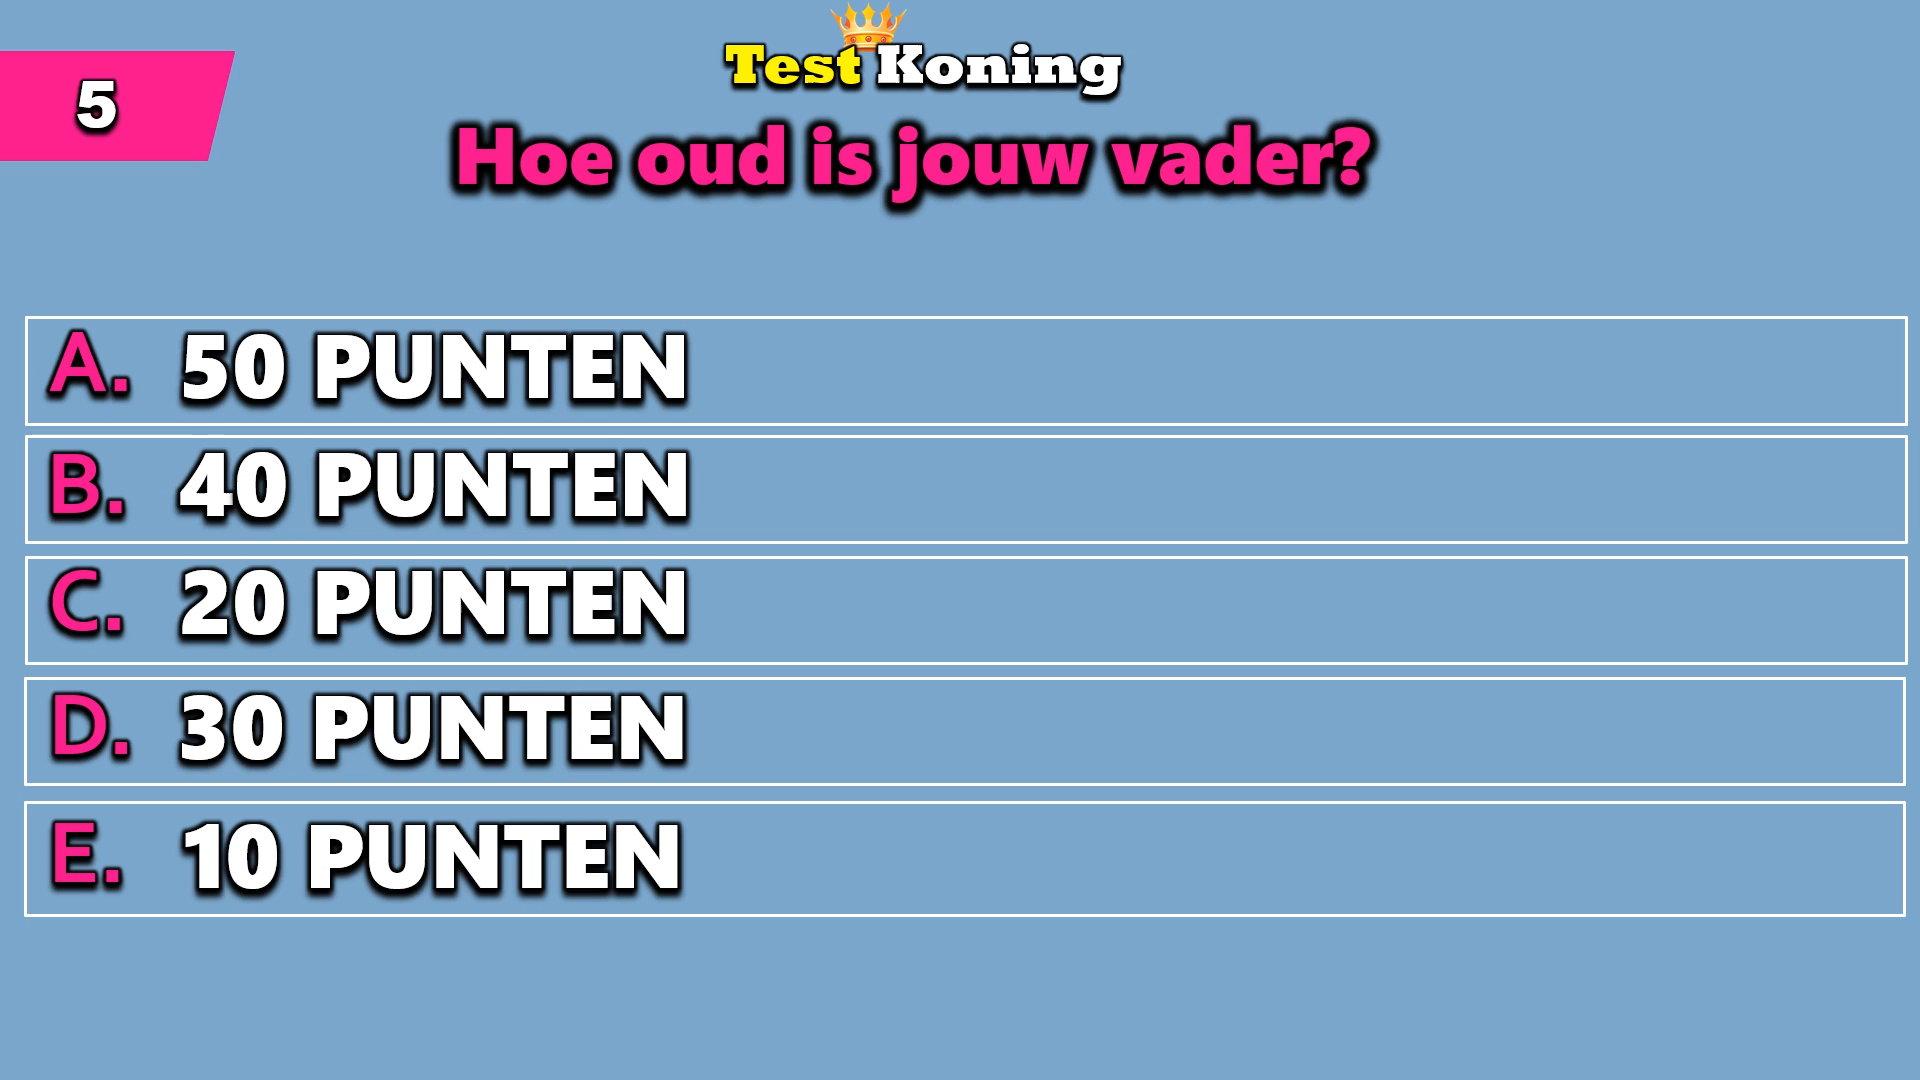 Test Koning
5
Hoe oud is jouw vader?
A. 50 PUNTEN
B. 40 PUNTEN
C. 20 PUNTEN
D. 30 PUNTEN
E. 10 PUNTEN